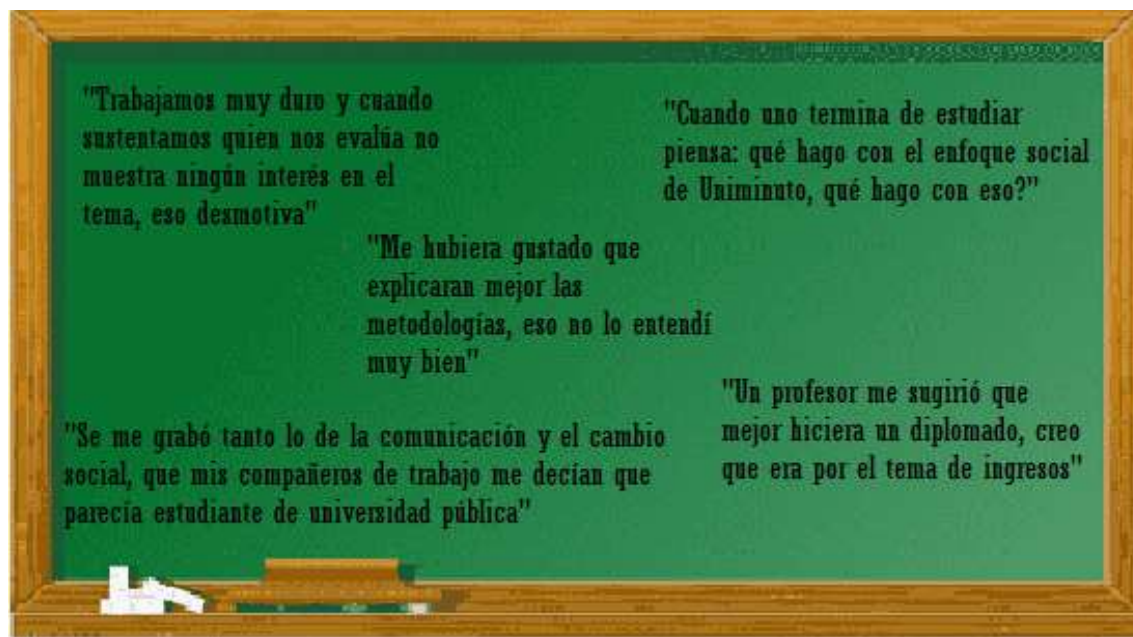 "Trabajamos muy duro y cuando
sustentamos quien nos evalúa no
muestra ningún interés en el
tema, eso desmotiva"
"Cuando uno termina de estudiar
piensa: qué hago con el enfoque social
de Uniminuto, qué hago con eso?"
"Me hubiera gustado que
explicaran mejor las
metodologías, eso no lo entendí
muy bien"
"Un profesor me sugirió que
mejor hiciera un diplomado, creo
que era por el tema de ingresos"
"Se me grabó tanto lo de la comunicación y el cambio
social, que mis compañeros de trabajo me decían que
parecía estudiante de universidad pública"